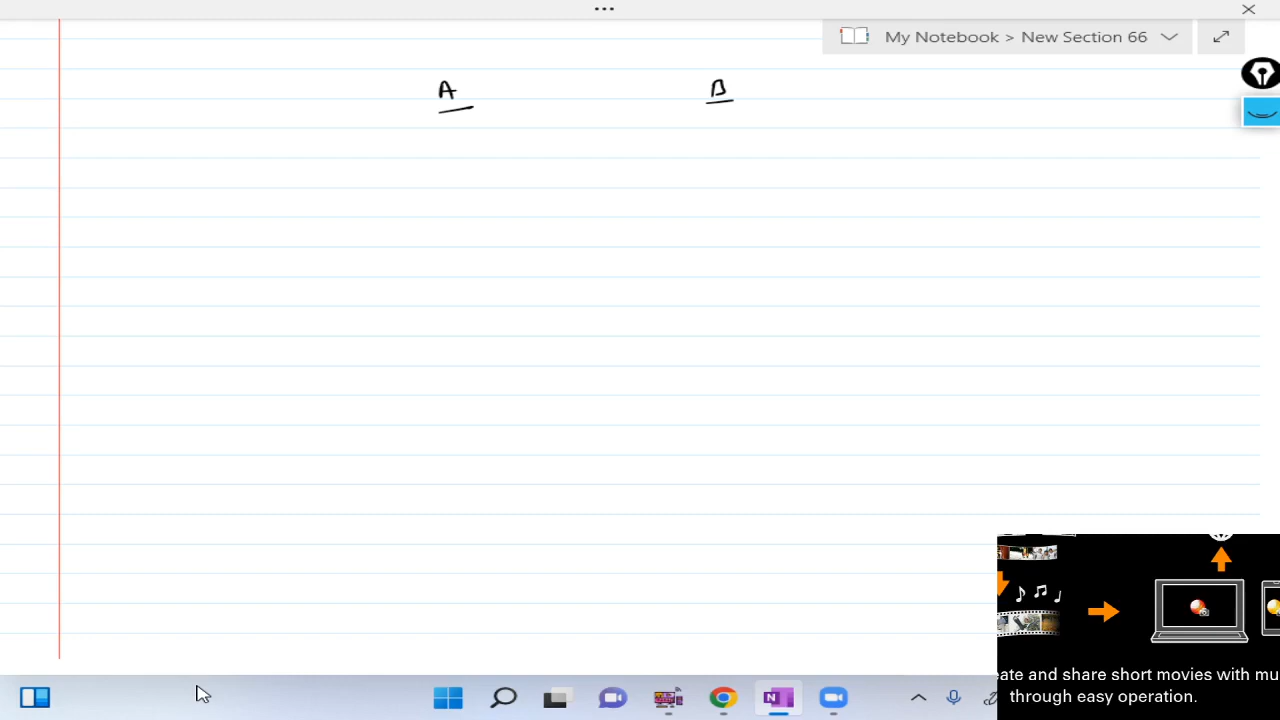 My Notebook > New Section 66
A B
eate and share short movies with mu
through easy operation.